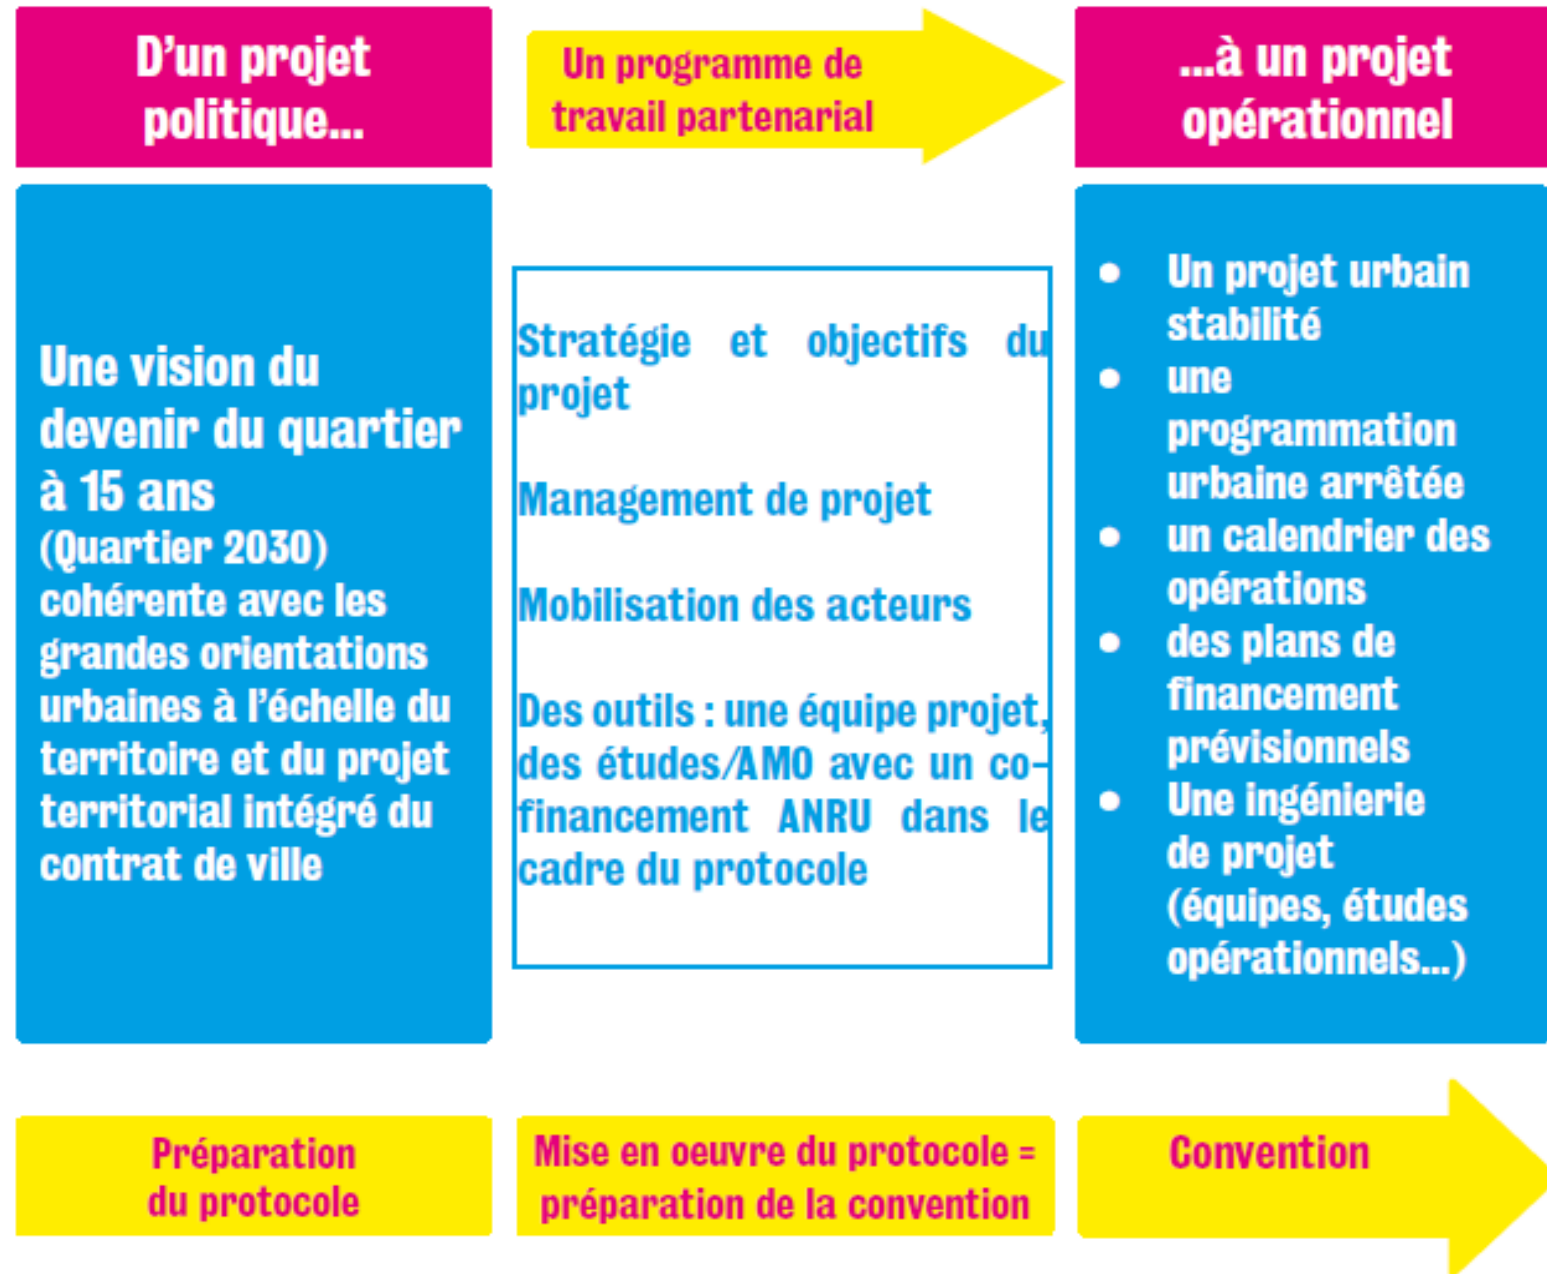 D'un projet
politique...
Un programme de
travail partenarial
...à un projet
opérationnel
Une vision du
devenir du quartier
à 15 ans
(Quartier 2030)
cohérente avec les
grandes orientations
urbaines à l'échelle du
territoire et du projet
territorial intégré du
contrat de ville
Stratégie et objectifs du
projet
Management de projet
Mobilisation des acteurs
Des outils : une équipe projet,
des études/AMO avec un co-
financement ANRU dans le
cadre du protocole
• Un projet urbain
stabilité
• une
programmation
urbaine arrêtée
• un calendrier des
opérations
• des plans de
financement
prévisionnels
• Une ingénierie
de projet
(équipes, études
opérationnels...)
Préparation
du protocole
Mise en oeuvre du protocole =
préparation de la convention
Convention